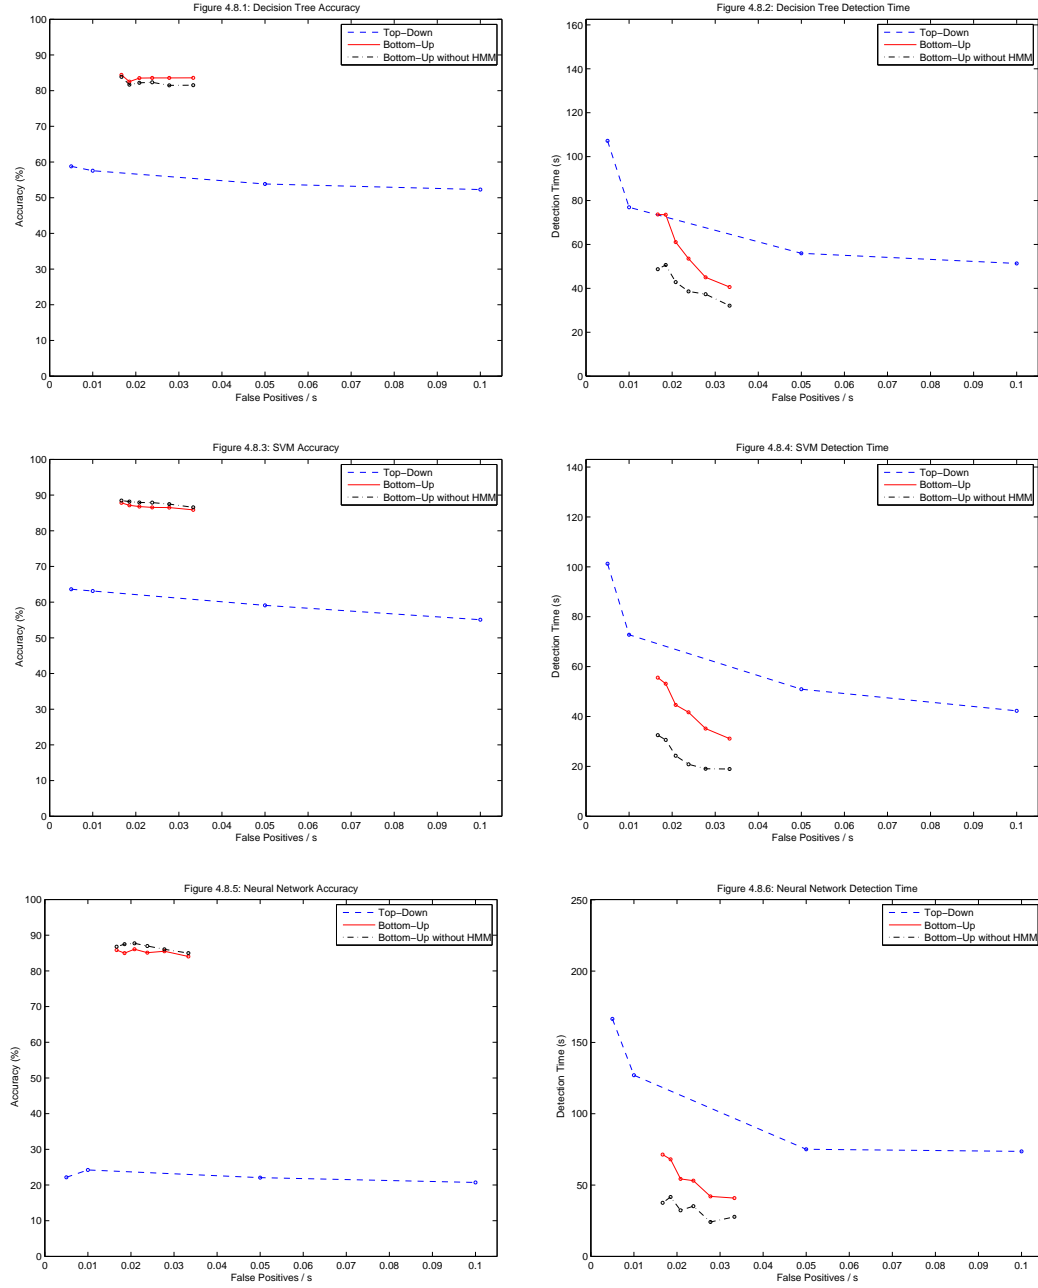 Figure 4.8.1: Decision Tree Accuracy
100
90
80
70
60
50
40
30
20
10
0
Accuracy (%)
0 0.01 0.02 0.03 0.04 0.05 0.06 0.07 0.08 0.09 0.1
False Positives / s
Top−Down
Bottom−Up
Bottom−Up without HMM
Figure 4.8.2: Decision Tree Detection Time
160
140
120
100
80
60
40
20
0
Detection Time (s)
0 0.01 0.02 0.03 0.04 0.05 0.06 0.07 0.08 0.09 0.1
False Positives / s
Top−Down
Bottom−Up
Bottom−Up without HMM
Figure 4.8.3: SVM Accuracy
100
90
80
70
60
50
40
30
20
10
0
Accuracy (%)
0 0.01 0.02 0.03 0.04 0.05 0.06 0.07 0.08 0.09 0.1
False Positives / s
Top−Down
Bottom−Up
Bottom−Up without HMM
Figure 4.8.4: SVM Detection Time
140
120
100
80
60
40
20
0
Detection Time (s)
0 0.01 0.02 0.03 0.04 0.05 0.06 0.07 0.08 0.09 0.1
False Positives / s
Top−Down
Bottom−Up
Bottom−Up without HMM
Figure 4.8.5: Neural Network Accuracy
100
90
80
70
60
50
40
30
20
10
0
Accuracy (%)
0 0.01 0.02 0.03 0.04 0.05 0.06 0.07 0.08 0.09 0.1
False Positives / s
Top−Down
Bottom−Up
Bottom−Up without HMM
Figure 4.8.6: Neural Network Detection Time
250
200
150
100
50
0
Detection Time (s)
0 0.01 0.02 0.03 0.04 0.05 0.06 0.07 0.08 0.09 0.1
False Positives / s
Top−Down
Bottom−Up
Bottom−Up without HMM